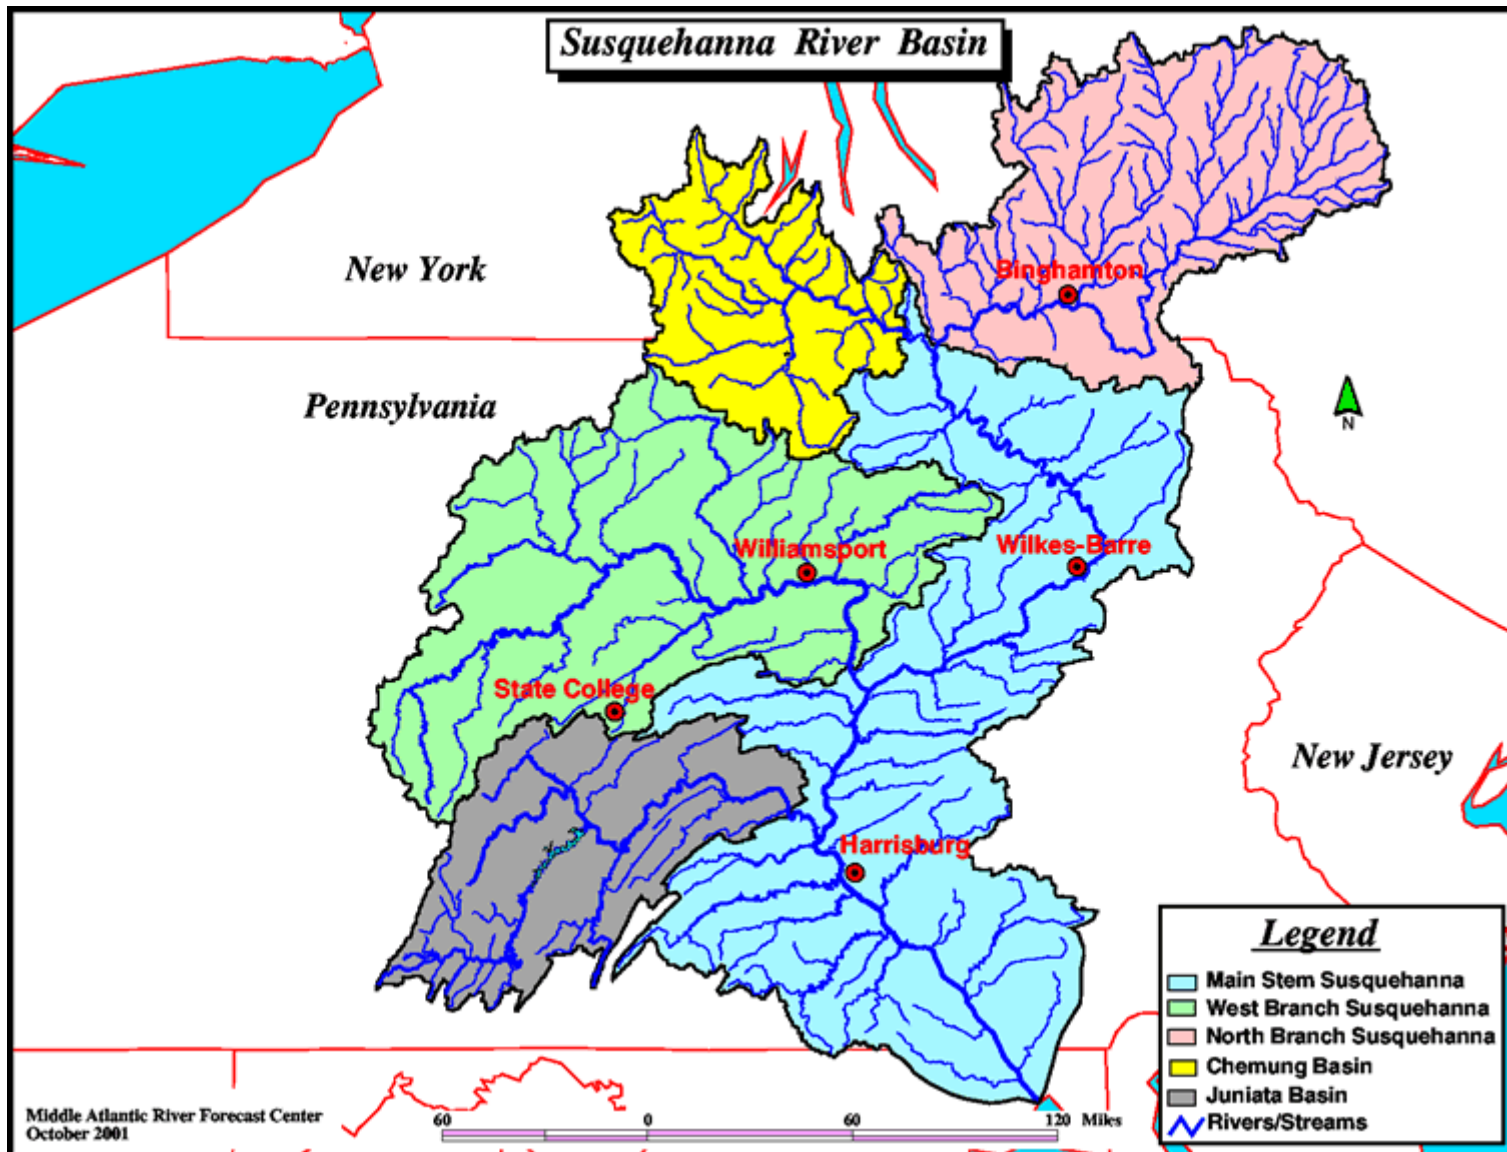 Susquehanna River Basin
New York
Binghamton
Pennsylvania
N
Williamsport
Wilkes-Barre
State College
New Jersey
Harrisburg
Legend
Main Stem Susquehanna
West Branch Susquehanna
North Branch Susquehanna
Chemung Basin
Juniata Basin
Rivers/Streams
Middle Atlantic River Forecast Center
October 2001
60 0 60 120 Miles